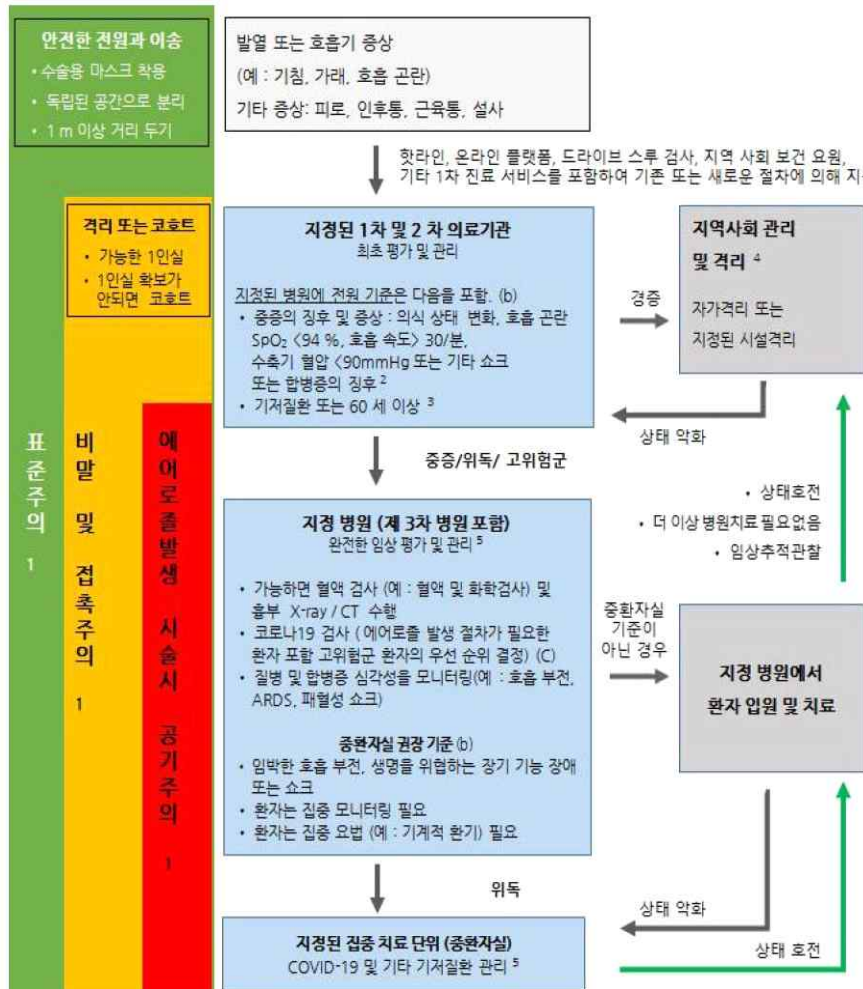 안전한 전원과 이송
• 수술용 마스크 착용
• 독립된 공간으로 분리
• 1 m 이상 거리 두기
발열 또는 호흡기 증상
(예 : 기침, 가래, 호흡 곤란)
기타 증상: 피로, 인후통, 근육통, 설사
핫라인, 온라인 플랫폼, 드라이브 스루 검사, 지역 사회 보건 요원,
기타 1차 진료 서비스를 포함하여 기존 또는 새로운 절차에 의해 지
격리 또는 코호트
• 가능한 1인실
• 1인실 확보가
안되면 코호트
지정된 1차 및 2 차 의료기관
최초 평가 및 관리
지정된 병원에 전원 기준은 다음을 포함. (b)
• 중증의 징후 및 증상 : 의식 상태 변화, 호흡 곤란
SpO₂ <94 %, 호흡 속도> 30/분,
수축기 혈압 <90mmHg 또는 기타 쇼크
또는 합병증의 징후 ²
• 기저질환 또는 60 세 이상 ³
경증
지역사회 관리
및 격리 ⁴
자가격리 또는
지정된 시설격리
상태 악화
중증/위독/ 고위험군
표준주의 1
비말 및 접촉주의 1
에어로졸발생 시술시 공기주의 1
지정 병원 (제 3차 병원 포함)
완전한 임상 평가 및 관리 ⁵
• 가능하면 혈액 검사 (예 : 혈액 및 화학검사) 및
흉부 X-ray / CT 수행
• 코로나19 검사 ( 에어로졸 발생 절차가 필요한
환자 포함 고위험군 환자의 우선 순위 결정) (C)
• 질병 및 합병증 심각성을 모니터링(예 : 호흡 부전,
ARDS, 패혈성 쇼크)
중환자실 권장 기준 (b)
• 임박한 호흡 부전, 생명을 위협하는 장기 기능 장애
또는 쇼크
• 환자는 집중 모니터링 필요
• 환자는 집중 요법 (예 : 기계적 환기) 필요
• 상태호전
• 더 이상 병원치료 필요없음
• 임상추적관찰
중환자실
기준이
아닌 경우
지정 병원에서
환자 입원 및 치료
위독
상태 악화
상태 호전
지정된 집중 치료 단위 (중환자실)
COVID-19 및 기타 기저질환 관리 ⁵